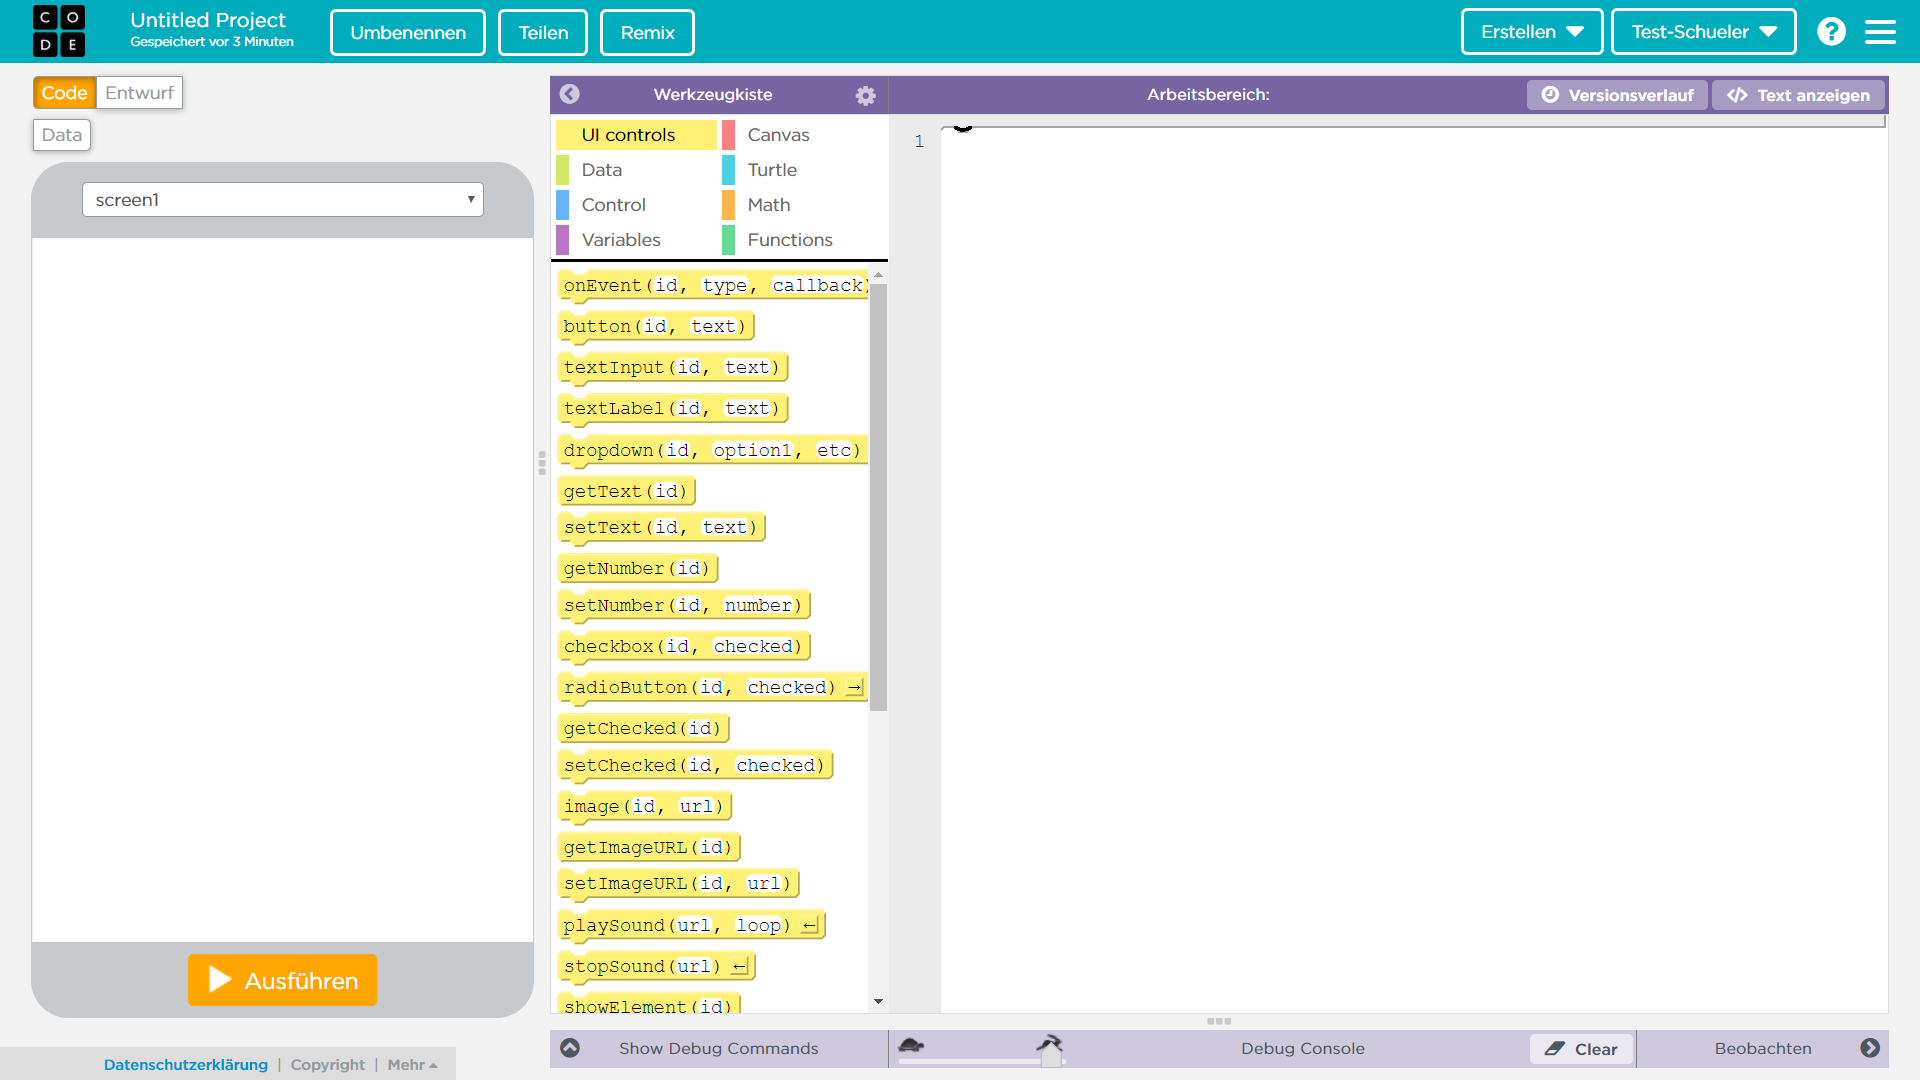 CODE
Untitled Project
Gespeichert vor 3 Minuten
Umbenennen
Teilen
Remix
Erstellen
Test-Schueler
?
Code
Entwurf
Data
screen1
Ausführen
Werkzeugkiste
Arbeitsbereich:
Versionsverlauf
Text anzeigen
UI controls
Canvas
Data
Turtle
Control
Math
Variables
Functions
onEvent(id, type, callback)
button(id, text)
textInput(id, text)
textLabel(id, text)
dropdown(id, option1, etc)
getText(id)
setText(id, text)
getNumber(id)
setNumber(id, number)
checkbox(id, checked)
radioButton(id, checked) →
getChecked(id)
setChecked(id, checked)
image(id, url)
getImageURL(id)
setImageURL(id, url)
playSound(url, loop) ←
stopSound(url) ←
showElement(id)
1
Show Debug Commands
Debug Console
Clear
Beobachten
Datenschutzerklärung | Copyright | Mehr